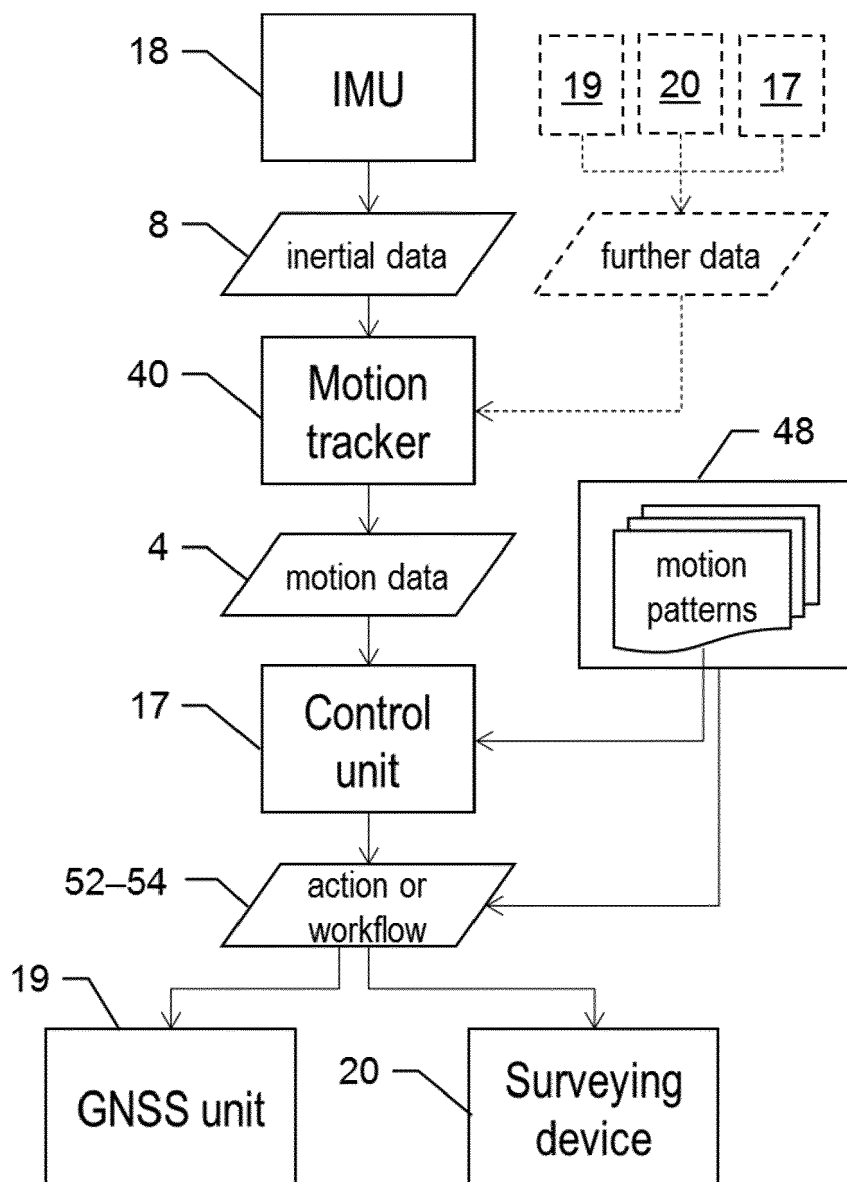 18
IMU
19 20 17
8
inertial data
further data
40
Motion
tracker
48
4
motion data
motion
patterns
17
Control
unit
52–54
action or
workflow
19
GNSS unit
20
Surveying
device